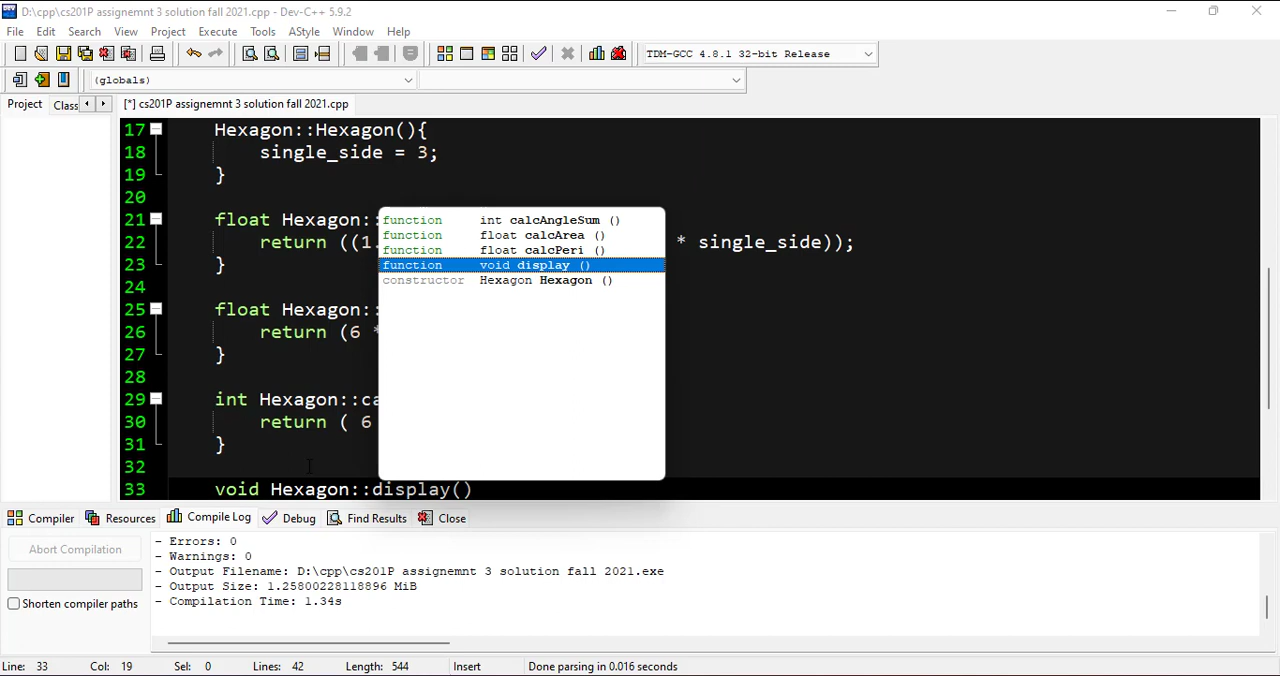 D:\cpp\cs201P assignemnt 3 solution fall 2021.cpp - Dev-C++ 5.9.2
File Edit Search View Project Execute Tools AStyle Window Help
TDM-GCC 4.8.1 32-bit Release
(globals)
Project Class [*] cs201P assignemnt 3 solution fall 2021.cpp
17 Hexagon::Hexagon(){
18 single_side = 3;
19 }
20
21 float Hexagon::
22 return ((1. * single_side));
23 }
24
25 float Hexagon::
26 return (6 *
27 }
28
29 int Hexagon::ca
30 return ( 6
31 }
32
33 void Hexagon::display()
function int calcAngleSum ()
function float calcArea ()
function float calcPeri ()
function void display ()
constructor Hexagon Hexagon ()
Compiler Resources Compile Log Debug Find Results Close
Abort Compilation
Shorten compiler paths
- Errors: 0
- Warnings: 0
- Output Filename: D:\cpp\cs201P assignemnt 3 solution fall 2021.exe
- Output Size: 1.25800228118896 MiB
- Compilation Time: 1.34s
Line: 33 Col: 19 Sel: 0 Lines: 42 Length: 544 Insert Done parsing in 0.016 seconds